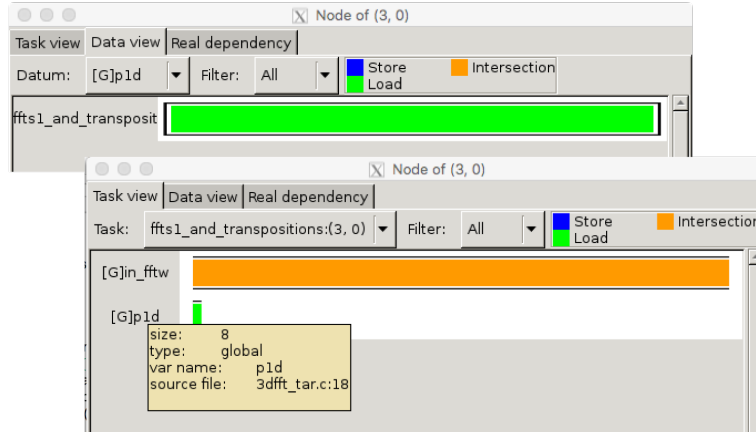 Node of (3, 0)
Task view Data view Real dependency
Datum: [G]p1d Filter: All Store Intersection
Load
ffts1_and_transposit
Node of (3, 0)
Task view Data view Real dependency
Task: ffts1_and_transpositions:(3, 0) Filter: All Store Intersection
Load
[G]in_fftw
[G]p1d
size: 8
type: global
var name: p1d
source file: 3dfft_tar.c:18